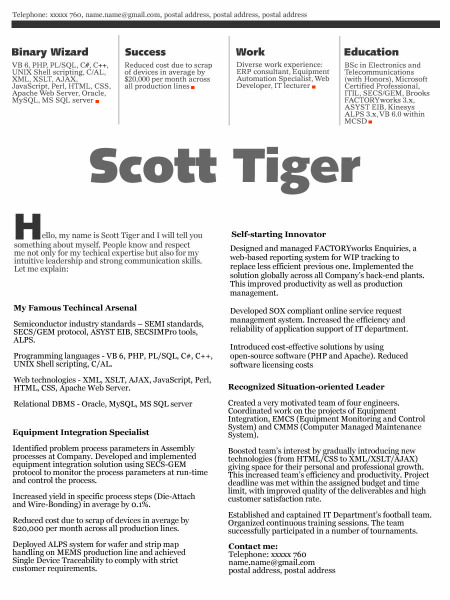 Telephone: xxxxx 760, name.name@gmail.com, postal address, postal address, postal address
Binary Wizard
VB 6, PHP, PL/SQL, C#, C++,
UNIX Shell scripting, C/AL,
XML, XSLT, AJAX,
JavaScript, Perl, HTML, CSS,
Apache Web Server, Oracle,
MySQL, MS SQL server
Success
Reduced cost due to scrap
of devices in average by
$20,000 per month across
all production lines
Work
Diverse work experience:
ERP consultant, Equipment
Automation Specialist, Web
Developer, IT lecturer
Education
BSc in Electronics and
Telecommunications
(with Honors), Microsoft
Certified Professional,
ITIL, SECS/GEM, Brooks
FACTORYworks 3.x,
ASYST EIB, Kinesys
ALPS 3.x, VB 6.0 within
MCSD
Scott Tiger
Hello, my name is Scott Tiger and I will tell you
something about myself. People know and respect
me not only for my techical expertise but also for my
intuitive leadership and strong communication skills.
Let me explain:
My Famous Techincal Arsenal
Semiconductor industry standards – SEMI standards,
SECS/GEM protocol, ASYST EIB, SECSIMPro tools,
ALPS.
Programming languages - VB 6, PHP, PL/SQL, C#, C++,
UNIX Shell scripting, C/AL.
Web technologies - XML, XSLT, AJAX, JavaScript, Perl,
HTML, CSS, Apache Web Server.
Relational DBMS - Oracle, MySQL, MS SQL server
Equipment Integration Specialist
Identified problem process parameters in Assembly
processes at Company. Developed and implemented
equipment integration solution using SECS-GEM
protocol to monitor the process parameters at run-time
and control the process.
Increased yield in specific process steps (Die-Attach
and Wire-Bonding) in average by 0.1%.
Reduced cost due to scrap of devices in average by
$20,000 per month across all production lines.
Deployed ALPS system for wafer and strip map
handling on MEMS production line and achieved
Single Device Traceability to comply with strict
customer requirements.
Self-starting Innovator
Designed and managed FACTORYworks Enquiries, a
web-based reporting system for WIP tracking to
replace less efficient previous one. Implemented the
solution globally across all Company's back-end plants.
This improved productivity as well as production
management.
Developed SOX compliant online service request
management system. Increased the efficiency and
reliability of application support of IT department.
Introduced cost-effective solutions by using
open-source software (PHP and Apache). Reduced
software licensing costs
Recognized Situation-oriented Leader
Created a very motivated team of four engineers.
Coordinated work on the projects of Equipment
Integration, EMCS (Equipment Monitoring and Control
System) and CMMS (Computer Managed Maintenance
System).
Boosted team's interest by gradually introducing new
technologies (from HTML/CSS to XML/XSLT/AJAX)
giving space for their personal and professional growth.
This increased team's efficiency and productivity. Project
deadline was met within the assigned budget and time
limit, with improved quality of the deliverables and high
customer satisfaction rate.
Established and captained IT Department's football team.
Organized continuous training sessions. The team
successfully participated in a number of tournaments.
Contact me:
Telephone: xxxxx 760
name.name@gmail.com
postal address, postal address